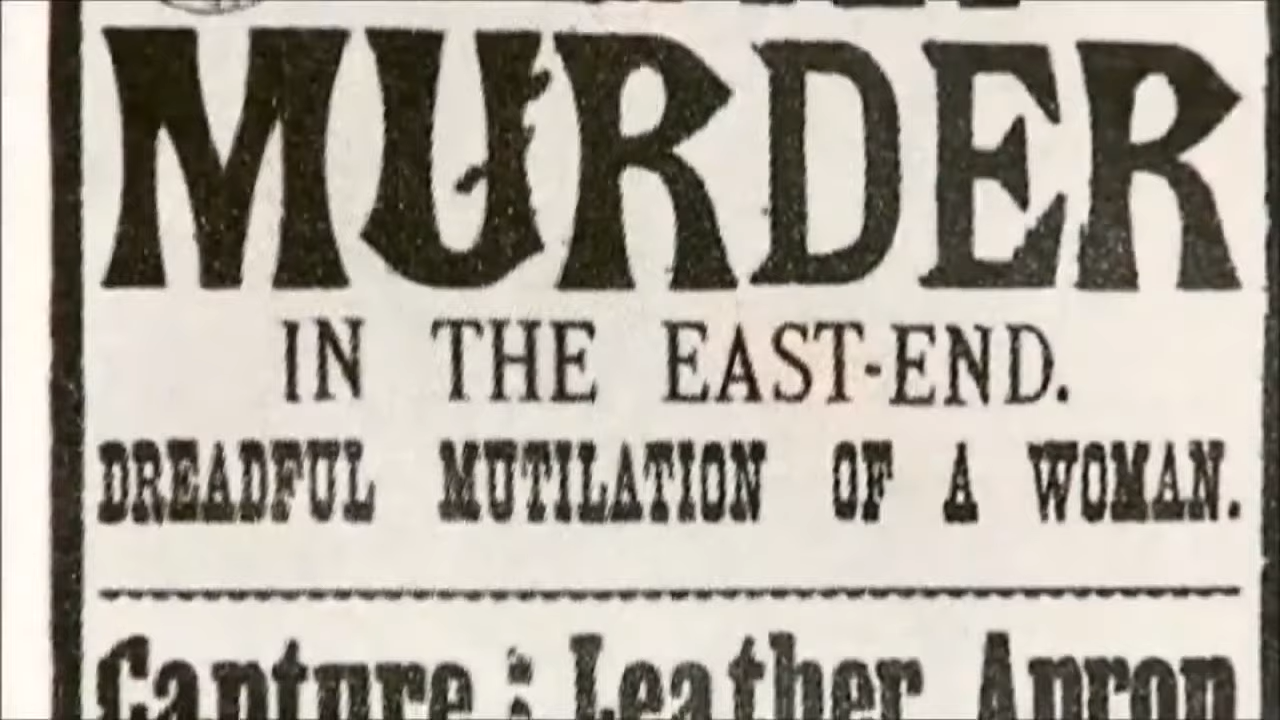 MURDER
IN THE EAST-END.
DREADFUL MUTILATION OF A WOMAN.
Capture : Leather Apron